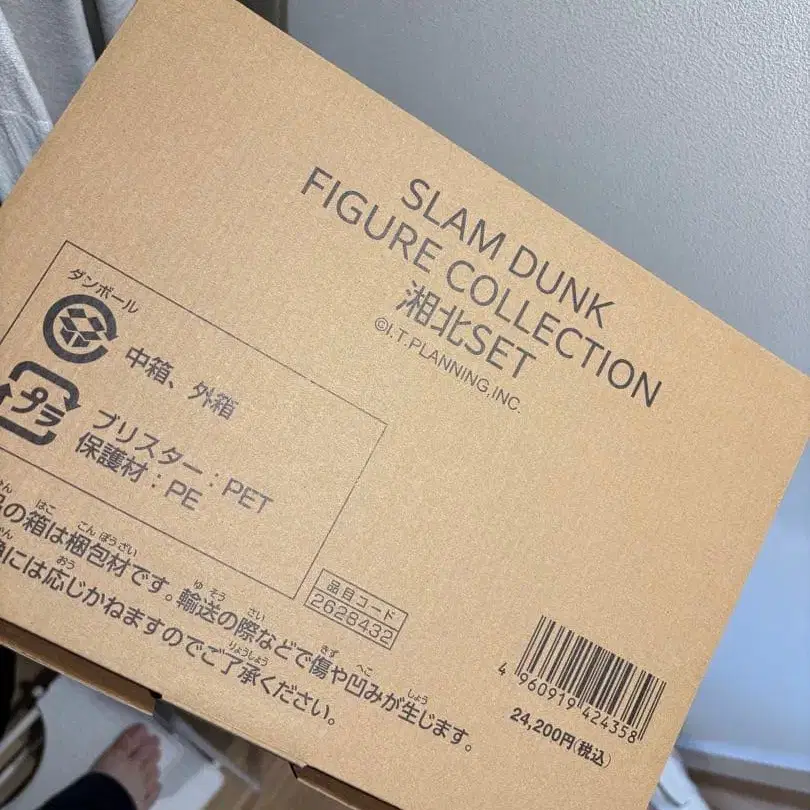 SLAM DUNK
FIGURE COLLECTION
湘北SET
©I.T.PLANNING,INC.
ダンボール
中箱、外箱
プラ
ブリスター:PET
保護材:PE
の箱は梱包材です。輸送の際などで傷や凹みが生じます。
には応じかねますのでご了承ください。
品目コード
2628432
4 960919 424358
24,200円(税込)